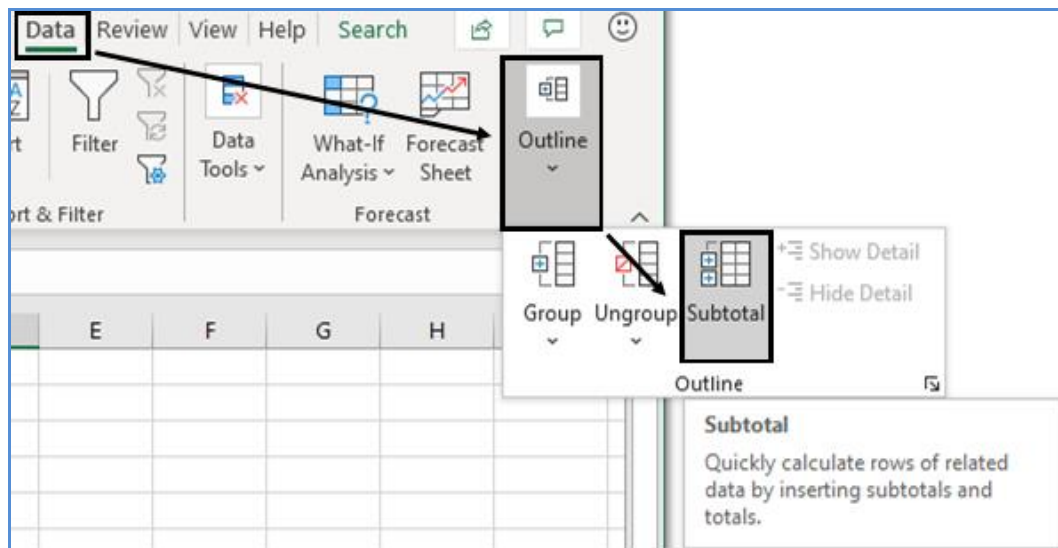 Data Review View Help Search
A
Z
rt Filter Data Tools What-If Analysis Forecast Sheet Outline
ort & Filter Forecast
Group Ungroup Subtotal Show Detail
Hide Detail
E F G H
Outline
Subtotal
Quickly calculate rows of related
data by inserting subtotals and
totals.